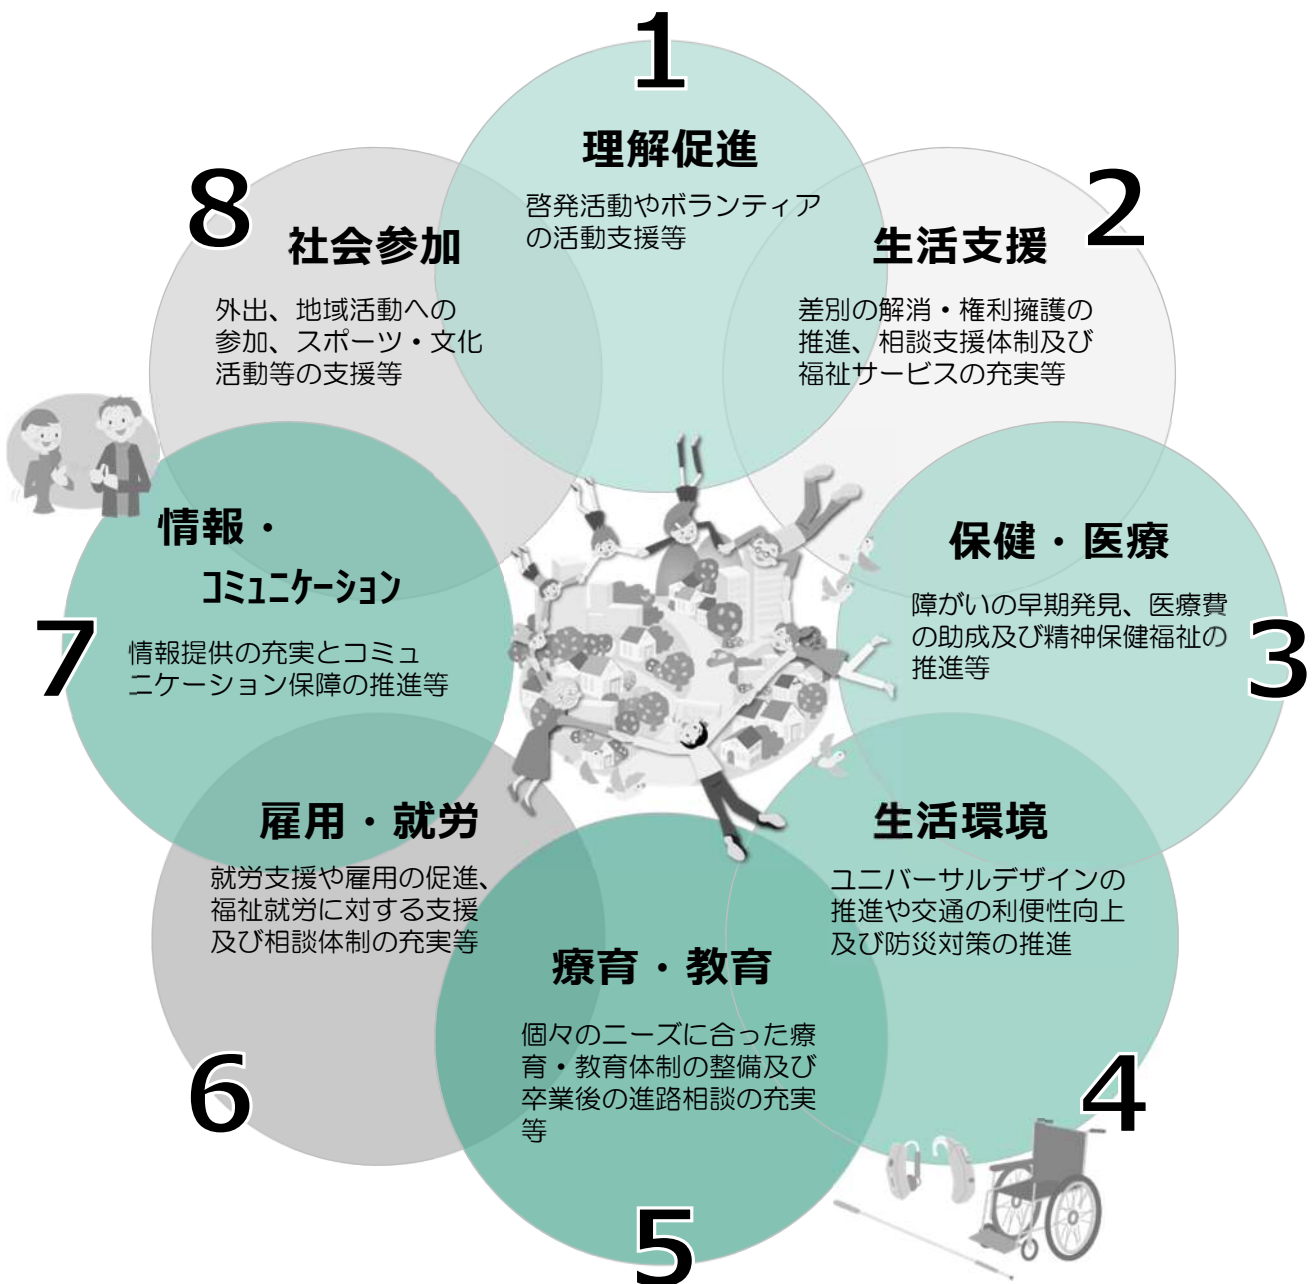 1
理解促進
啓発活動やボランティア
の活動支援等
2
生活支援
差別の解消・権利擁護の
推進、相談支援体制及び
福祉サービスの充実等
3
保健・医療
障がいの早期発見、医療費
の助成及び精神保健福祉の
推進等
4
生活環境
ユニバーサルデザインの
推進や交通の利便性向上
及び防災対策の推進
5
療育・教育
個々のニーズに合った療
育・教育体制の整備及び
卒業後の進路相談の充実
等
6
雇用・就労
就労支援や雇用の促進、
福祉就労に対する支援
及び相談体制の充実等
7
情報・
コミュニケーション
情報提供の充実とコミュ
ニケーション保障の推進等
8
社会参加
外出、地域活動への
参加、スポーツ・文化
活動等の支援等